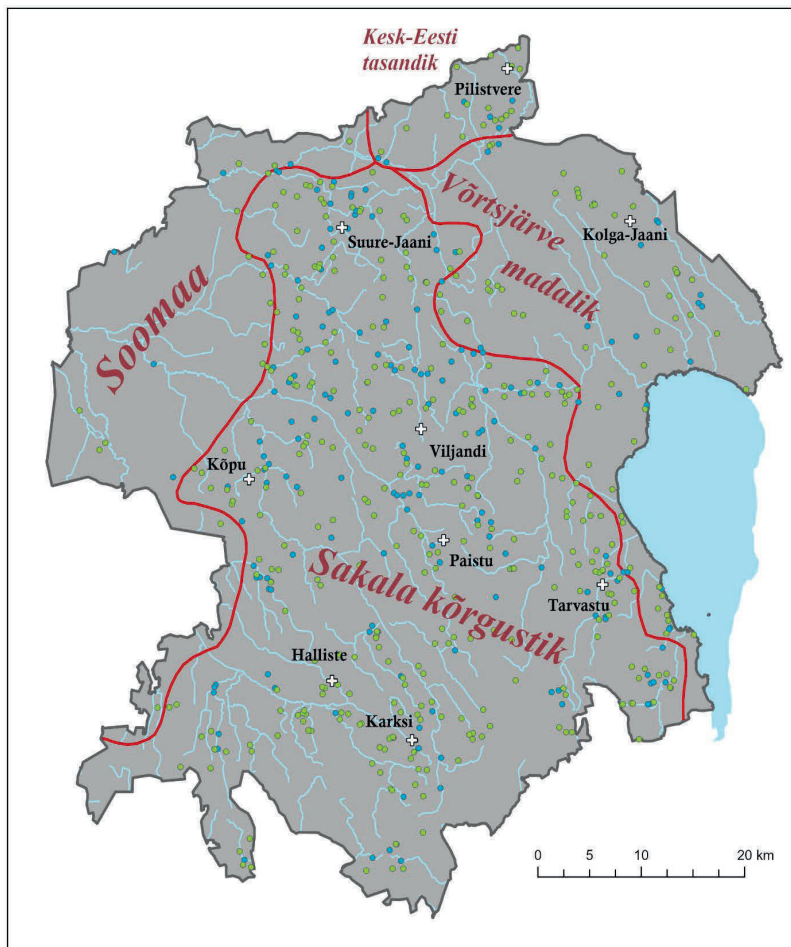 Kesk-Eesti
tasandik
Pilistvere
Võrtsjärve
madalik
Kolga-Jaani
Suure-Jaani
Soomaa
Viljandi
Kõpu
Paistu
Sakala kõrgustik
Tarvastu
Halliste
Karksi
0 5 10 20 km